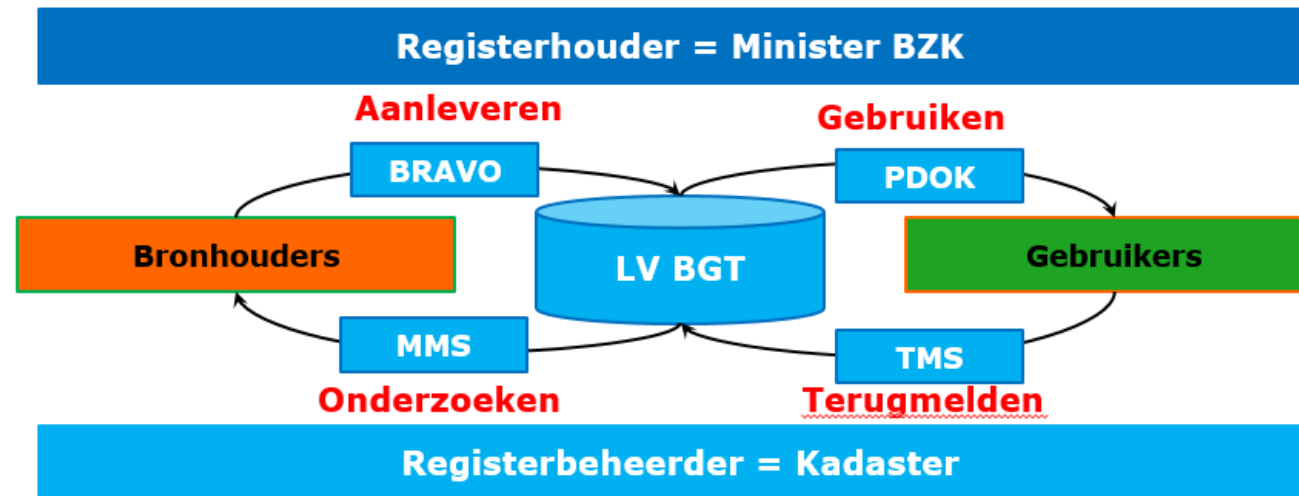 Registerhouder = Minister BZK
Aanleveren
Gebruiken
BRAVO
PDOK
Bronhouders
LV BGT
Gebruikers
MMS
TMS
Onderzoeken
Terugmelden
Registerbeheerder = Kadaster